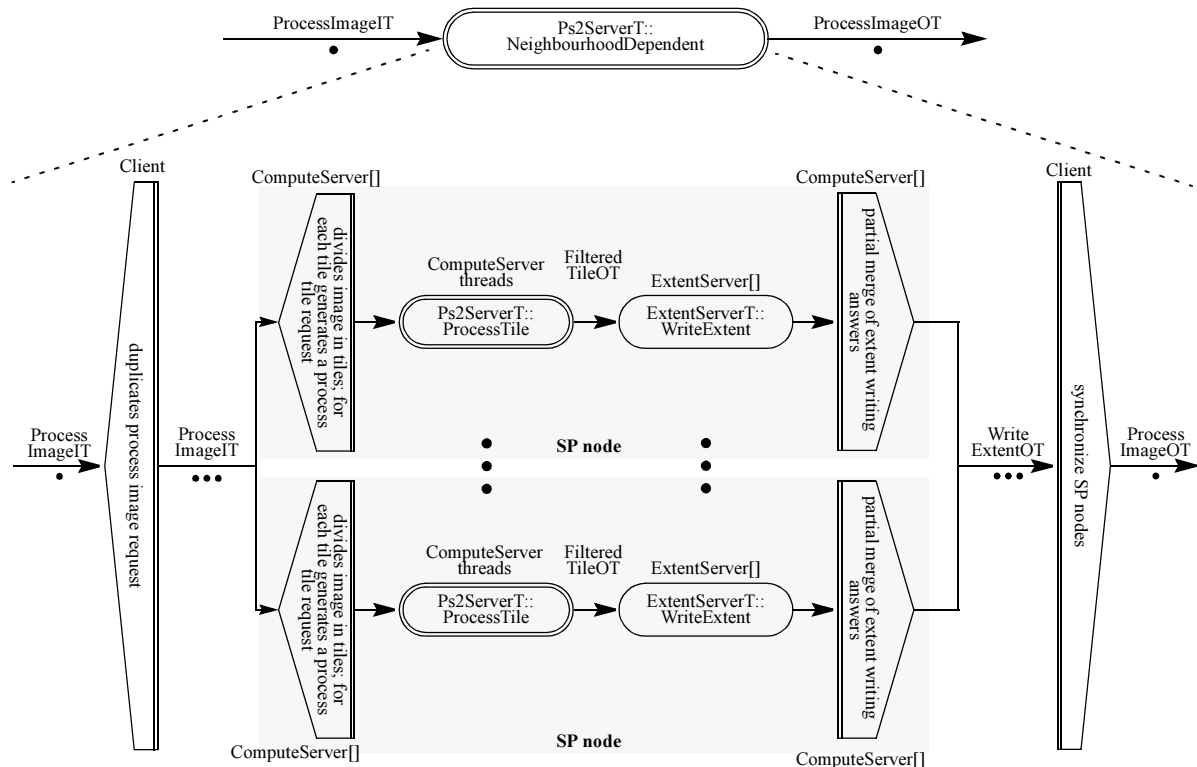 ProcessImageIT
Ps2ServerT::
NeighbourhoodDependent
ProcessImageOT
Client
duplicates process image request
Process
ImageIT
Process
ImageIT
ComputeServer[]
divides image in tiles; for
each tile generates a process
tile request
ComputeServer
threads
Ps2ServerT::
ProcessTile
Filtered
TileOT
ExtentServer[]
ExtentServerT::
WriteExtent
ComputeServer[]
partial merge of extent writing
answers
SP node
divides image in tiles; for
each tile generates a process
tile request
ComputeServer[]
ComputeServer
threads
Ps2ServerT::
ProcessTile
Filtered
TileOT
ExtentServer[]
ExtentServerT::
WriteExtent
partial merge of extent writing
answers
ComputeServer[]
SP node
Write
ExtentOT
Client
synchronize SP nodes
Process
ImageOT